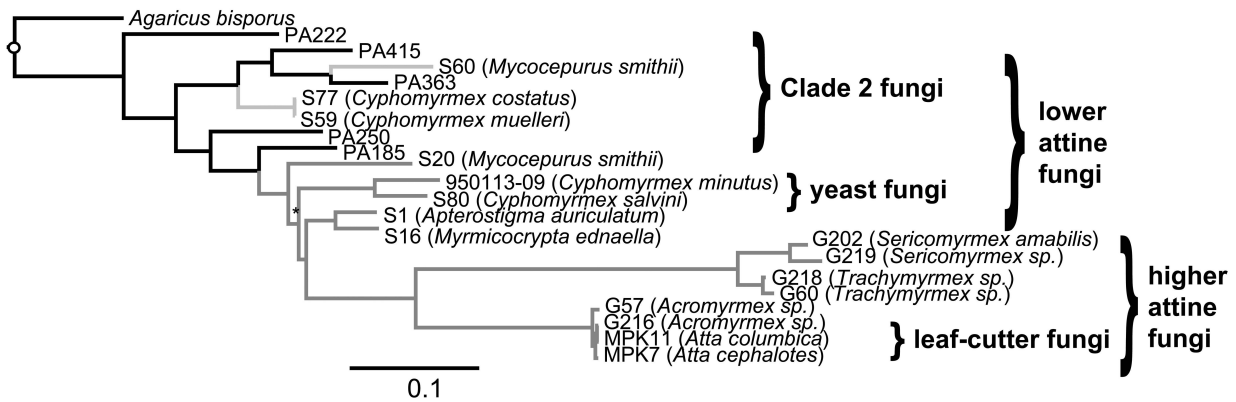 Agaricus bisporus
PA222
PA415
S60 (Mycocepurus smithii)
PA363
S77 (Cyphomyrmex costatus)
S59 (Cyphomyrmex muelleri)
PA250
PA185
S20 (Mycocepurus smithii)
950113-09 (Cyphomyrmex minutus)
S80 (Cyphomyrmex salvini)
*
S1 (Apterostigma auriculatum)
S16 (Myrmicocrypta ednaella)
G202 (Sericomyrmex amabilis)
G219 (Sericomyrmex sp.)
G218 (Trachymyrmex sp.)
G60 (Trachymyrmex sp.)
G57 (Acromyrmex sp.)
G216 (Acromyrmex sp.)
MPK11 (Atta columbica)
MPK7 (Atta cephalotes)
Clade 2 fungi
yeast fungi
leaf-cutter fungi
lower
attine
fungi
higher
attine
fungi
0.1